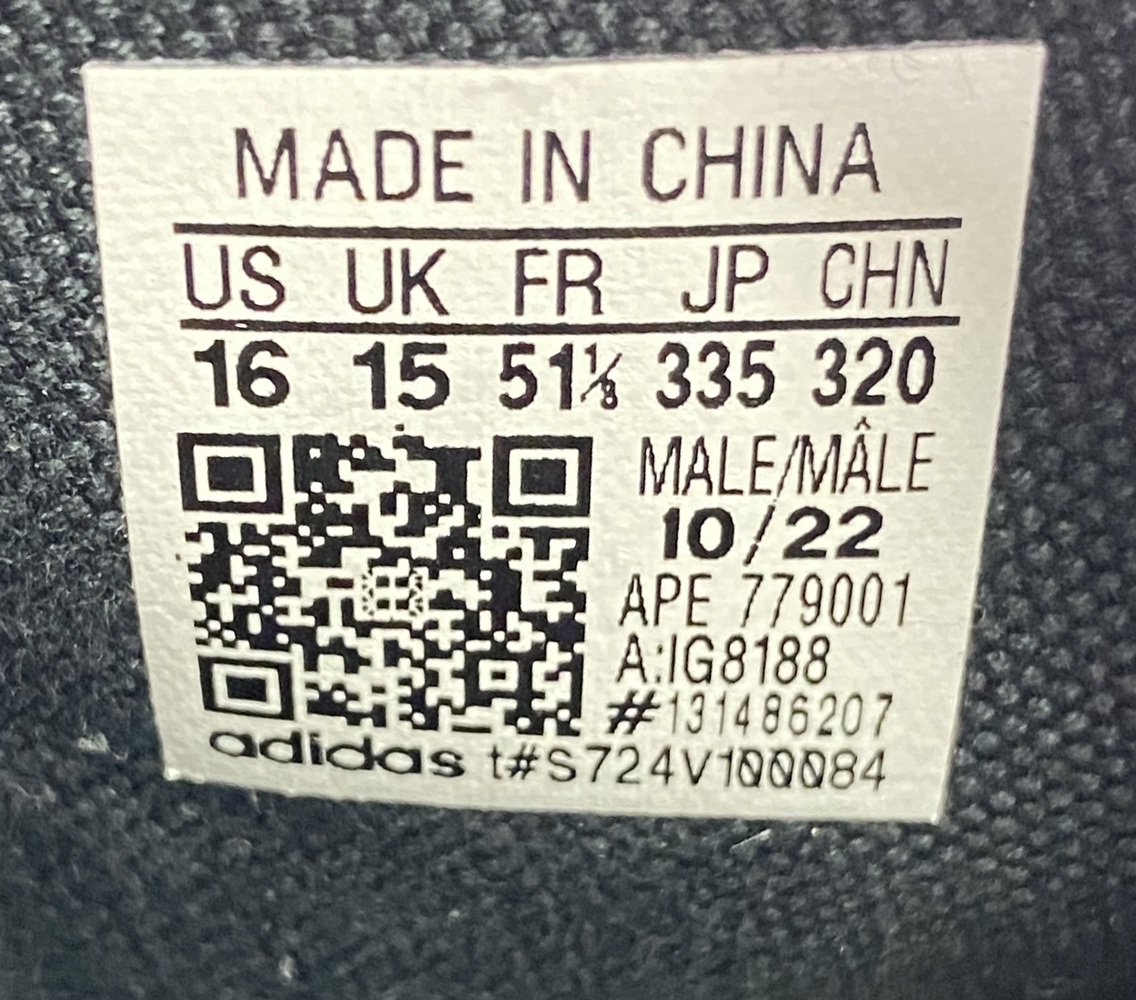 MADE IN CHINA
US UK FR JP CHN
16 15 51⅓ 335 320
MALE/MÂLE
10/22
APE 779001
A:IG8188
#131486207
adidas t#S724V100084